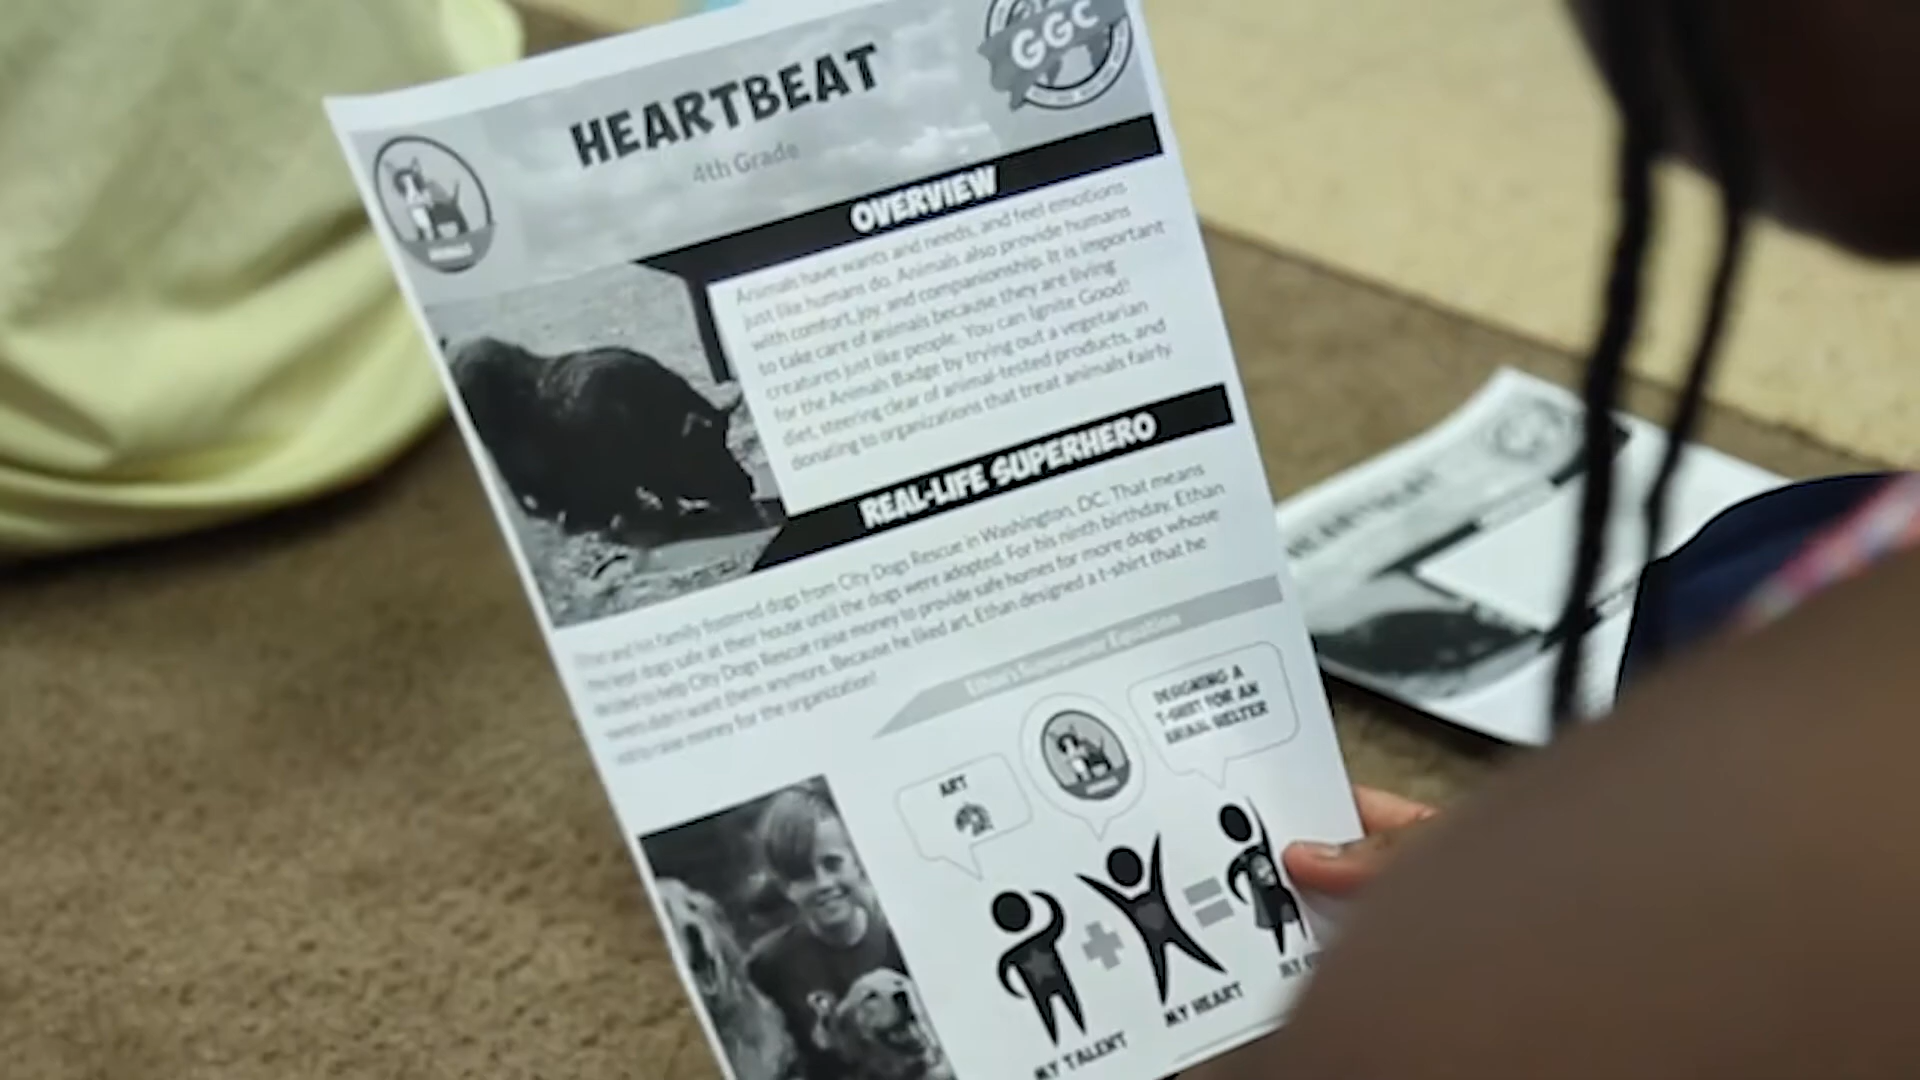 GGC
HEARTBEAT
4th Grade
OVERVIEW
Animals have wants and needs, and feel emotions
just like humans do. Animals also provide humans
with comfort, joy, and companionship. It is important
to take care of animals because they are living
creatures just like people. You can Ignite Good!
for the Animals Badge by trying out a vegetarian
diet, steering clear of animal-tested products, and
donating to organizations that treat animals fairly.
REAL-LIFE SUPERHERO
and his family fostered dogs from City Dogs Rescue in Washington, DC. That means
they kept dogs safe at their house until the dogs were adopted. For his ninth birthday, Ethan
decided to help City Dogs Rescue raise money to provide safe homes for more dogs whose
owners didn't want them anymore. Because he liked art, Ethan designed a t-shirt that he
sold to raise money for the organization!
Ethan's Superpower Equation
DESIGNING A
T-SHIRT FOR AN
ANIMAL SHELTER
ART
MY TALENT
MY HEART
MY
HEARTBEAT